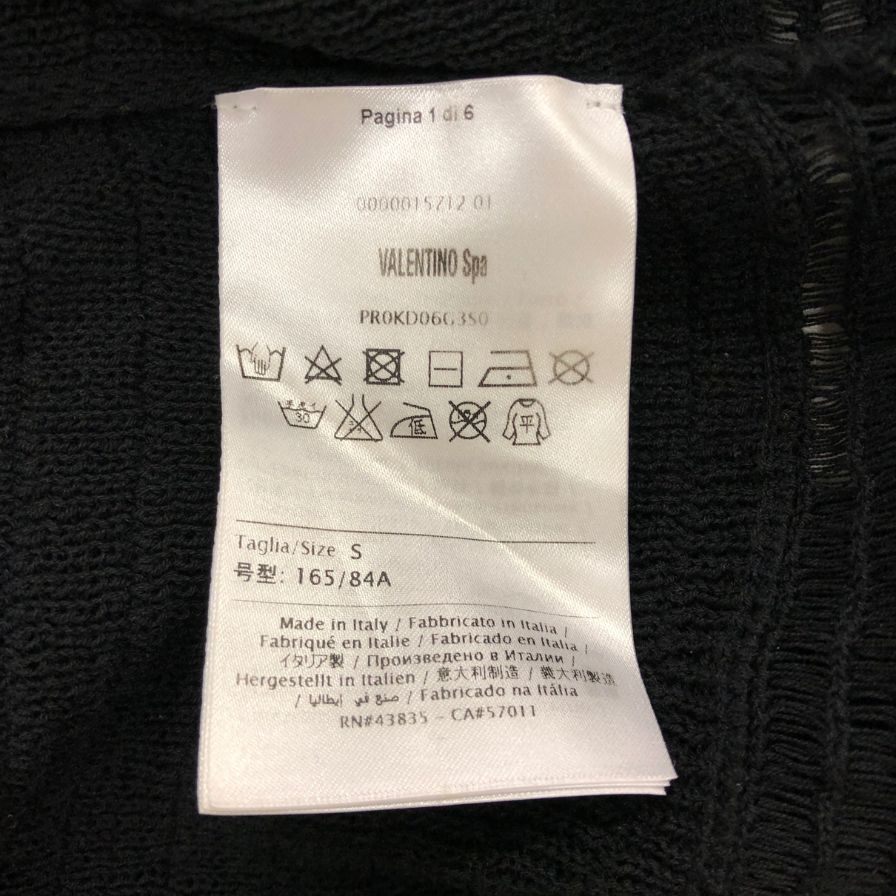 Pagina 1 di 6
0000015712 01
VALENTINO Spa
PR0KD06G3S0
30
低
平
Taglia/Size S
号型: 165/84A
Made in Italy / Fabbricato in Italia /
Fabriqué en Italie / Fabricado en Italia
イタリア製 / Произведено в Италии /
Hergestellt in Italien / 意大利制造 / 義大利製造
/ صنع في إيطاليا / Fabricado na Itália
RN#43835 - CA#57011